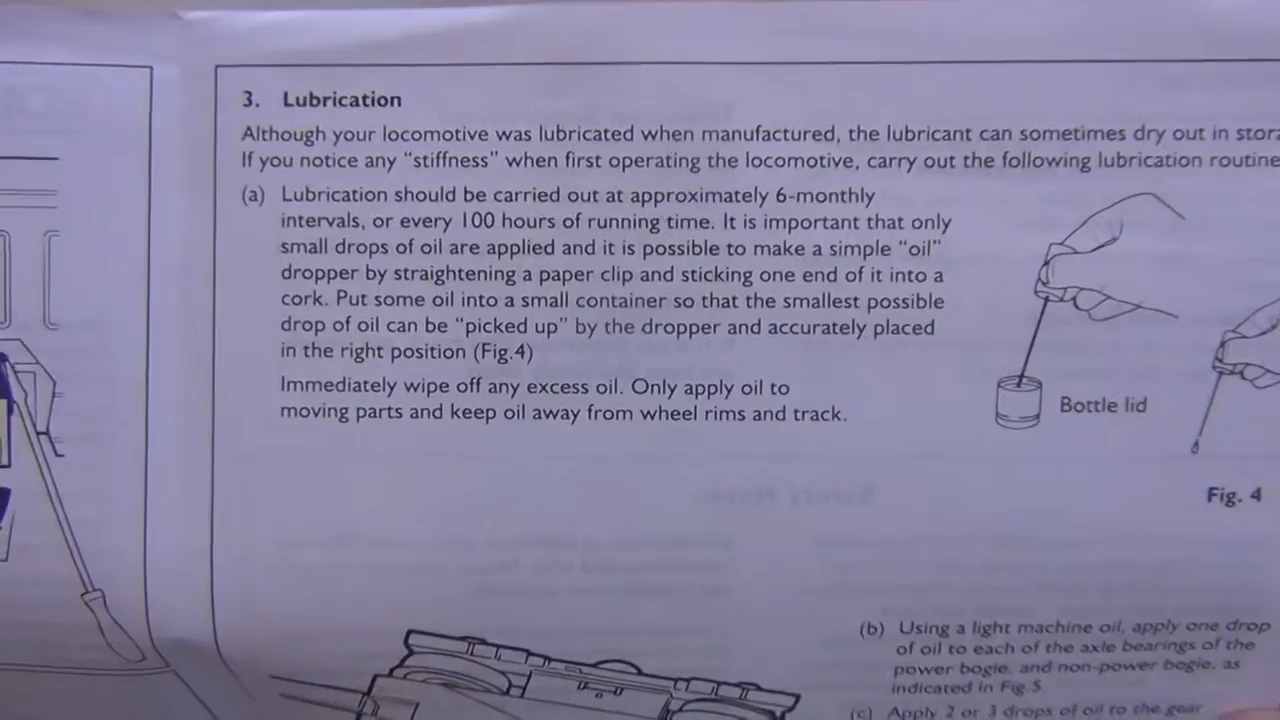 3. Lubrication
Although your locomotive was lubricated when manufactured, the lubricant can sometimes dry out in
If you notice any “stiffness” when first operating the locomotive, carry out the following lubrication routine
(a) Lubrication should be carried out at approximately 6-monthly
intervals, or every 100 hours of running time. It is important that only
small drops of oil are applied and it is possible to make a simple “oil”
dropper by straightening a paper clip and sticking one end of it into a
cork. Put some oil into a small container so that the smallest possible
drop of oil can be “picked up” by the dropper and accurately placed
in the right position (Fig.4)
Immediately wipe off any excess oil. Only apply oil to
moving parts and keep oil away from wheel rims and track.
Bottle lid
Fig. 4
(b) Using a light machine oil, apply one drop
of oil to each of the axle bearings of the
power bogie, and non-power bogie, as
indicated in Fig.5.
(c) Apply 2 or 3 drops of oil to the gear